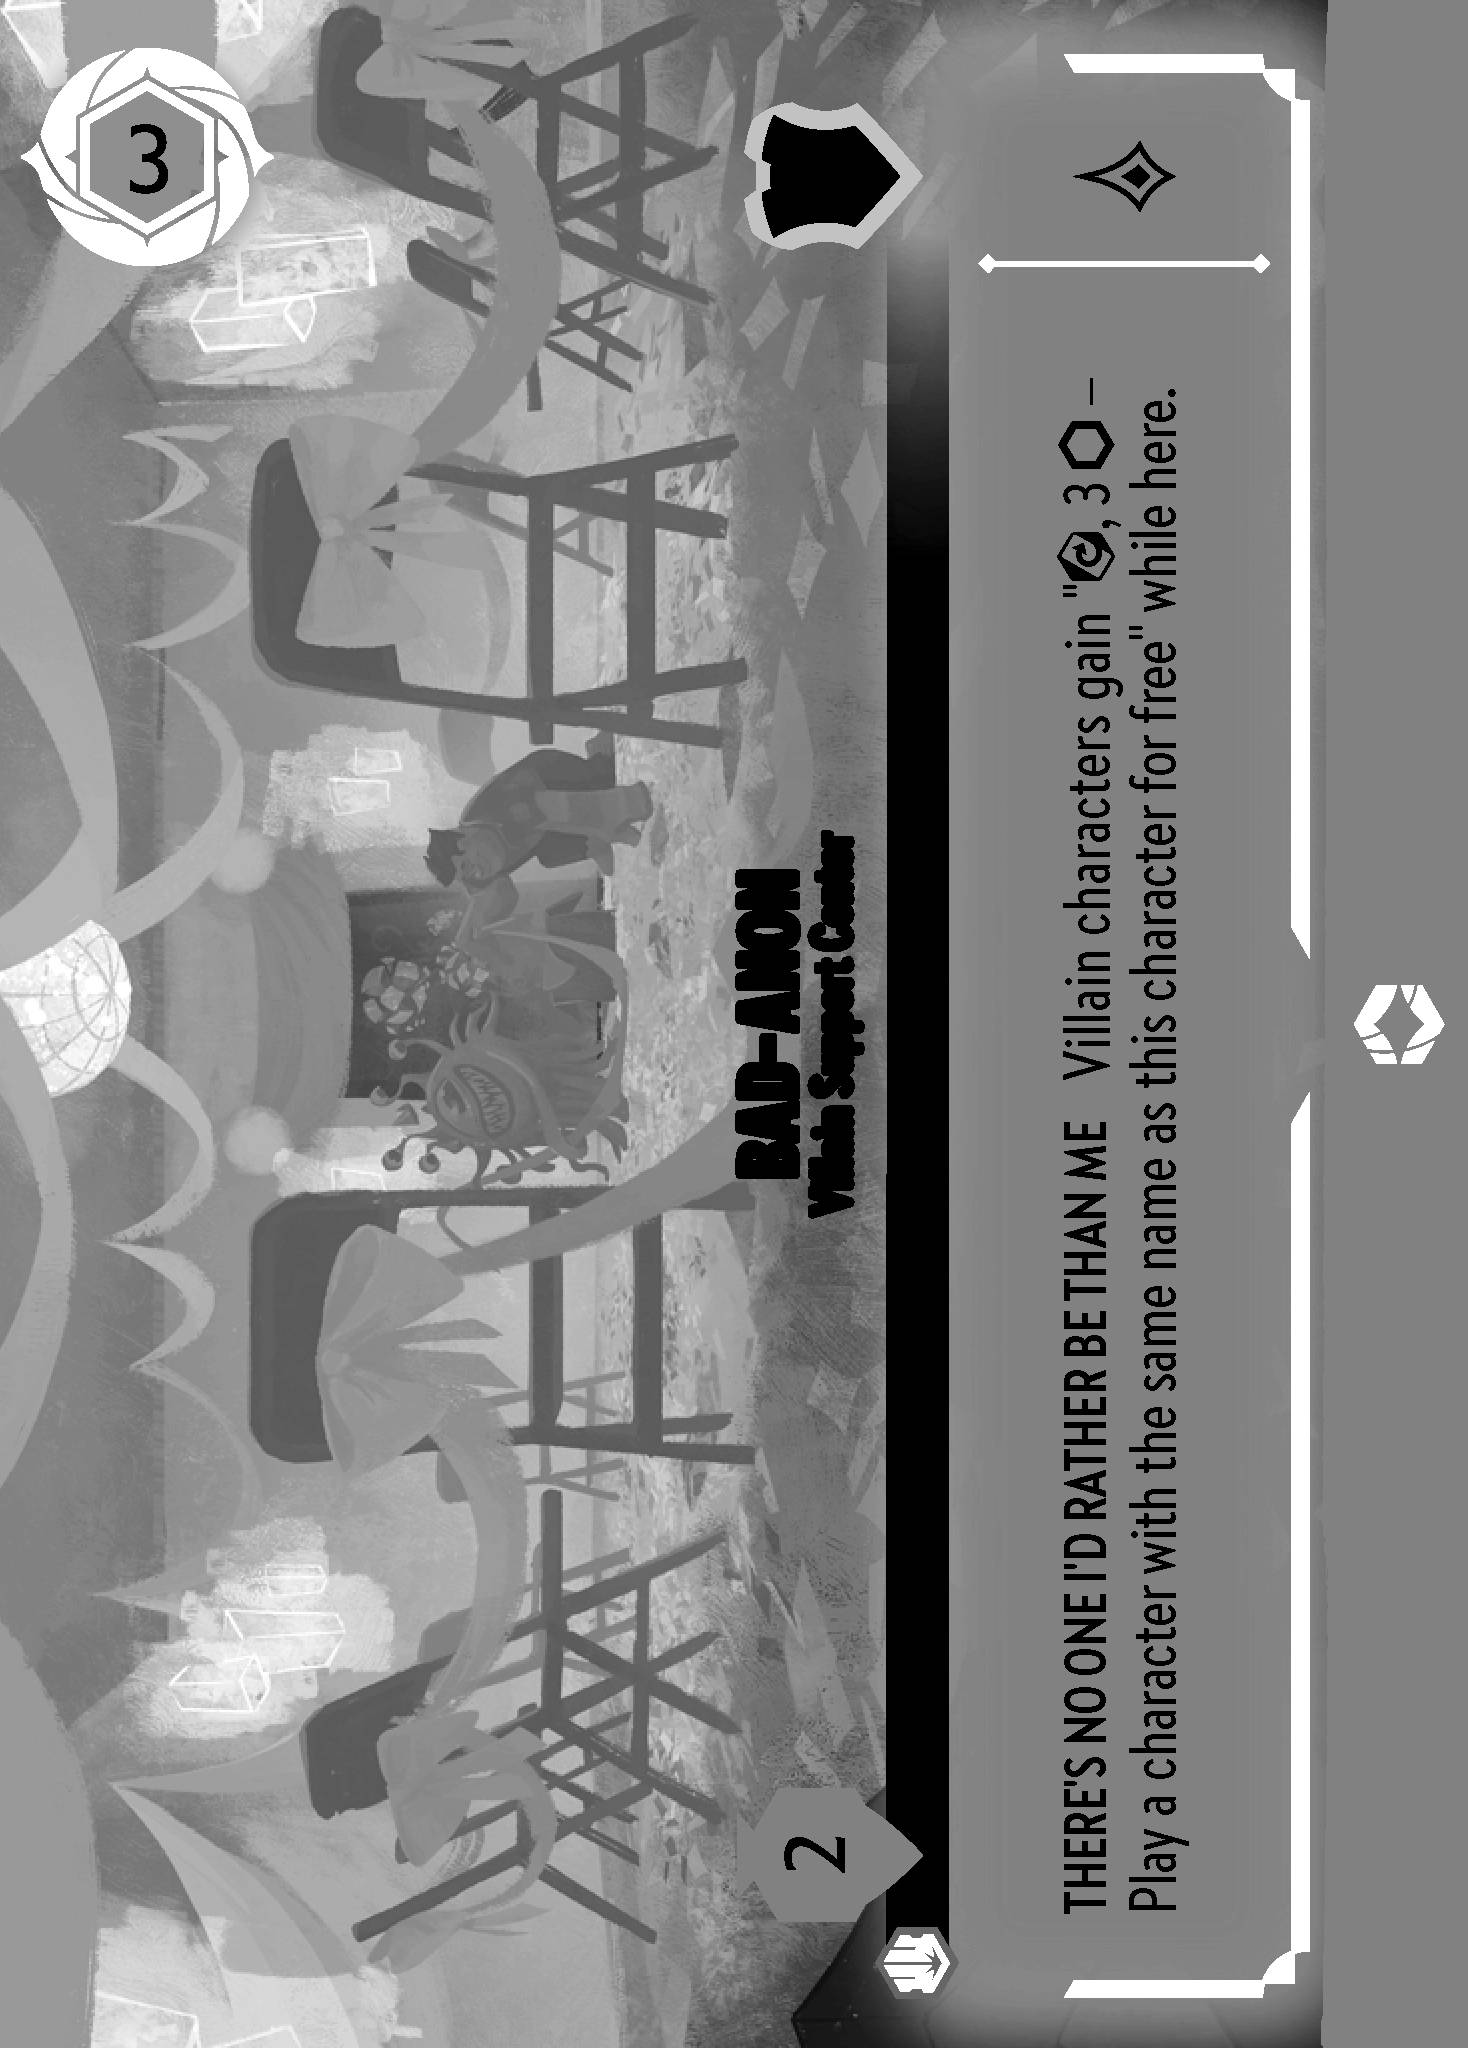 3
2
BAD-ANON
Villain Support Center
THERE'S NO ONE I'D RATHER BE THAN ME Villain characters gain " , 3 –
Play a character with the same name as this character for free" while here.